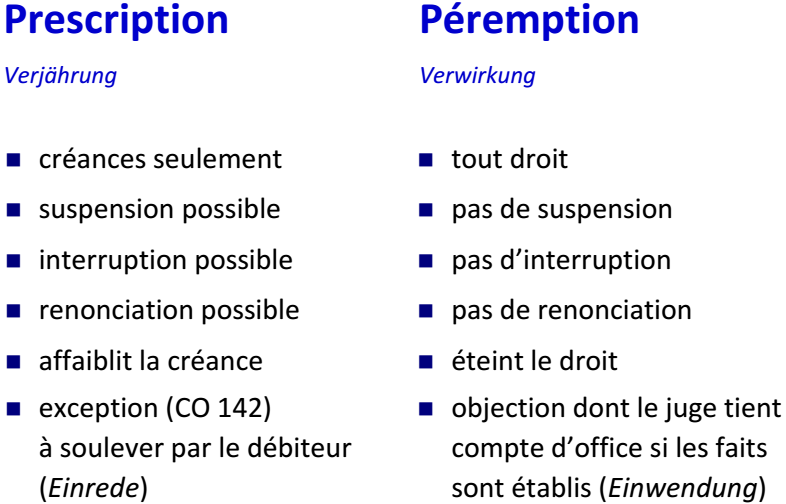 Prescription
Verjährung
■ créances seulement
■ suspension possible
■ interruption possible
■ renonciation possible
■ affaiblit la créance
■ exception (CO 142)
à soulever par le débiteur
(Einrede)
Péremption
Verwirkung
■ tout droit
■ pas de suspension
■ pas d’interruption
■ pas de renonciation
■ éteint le droit
■ objection dont le juge tient
compte d’office si les faits
sont établis (Einwendung)